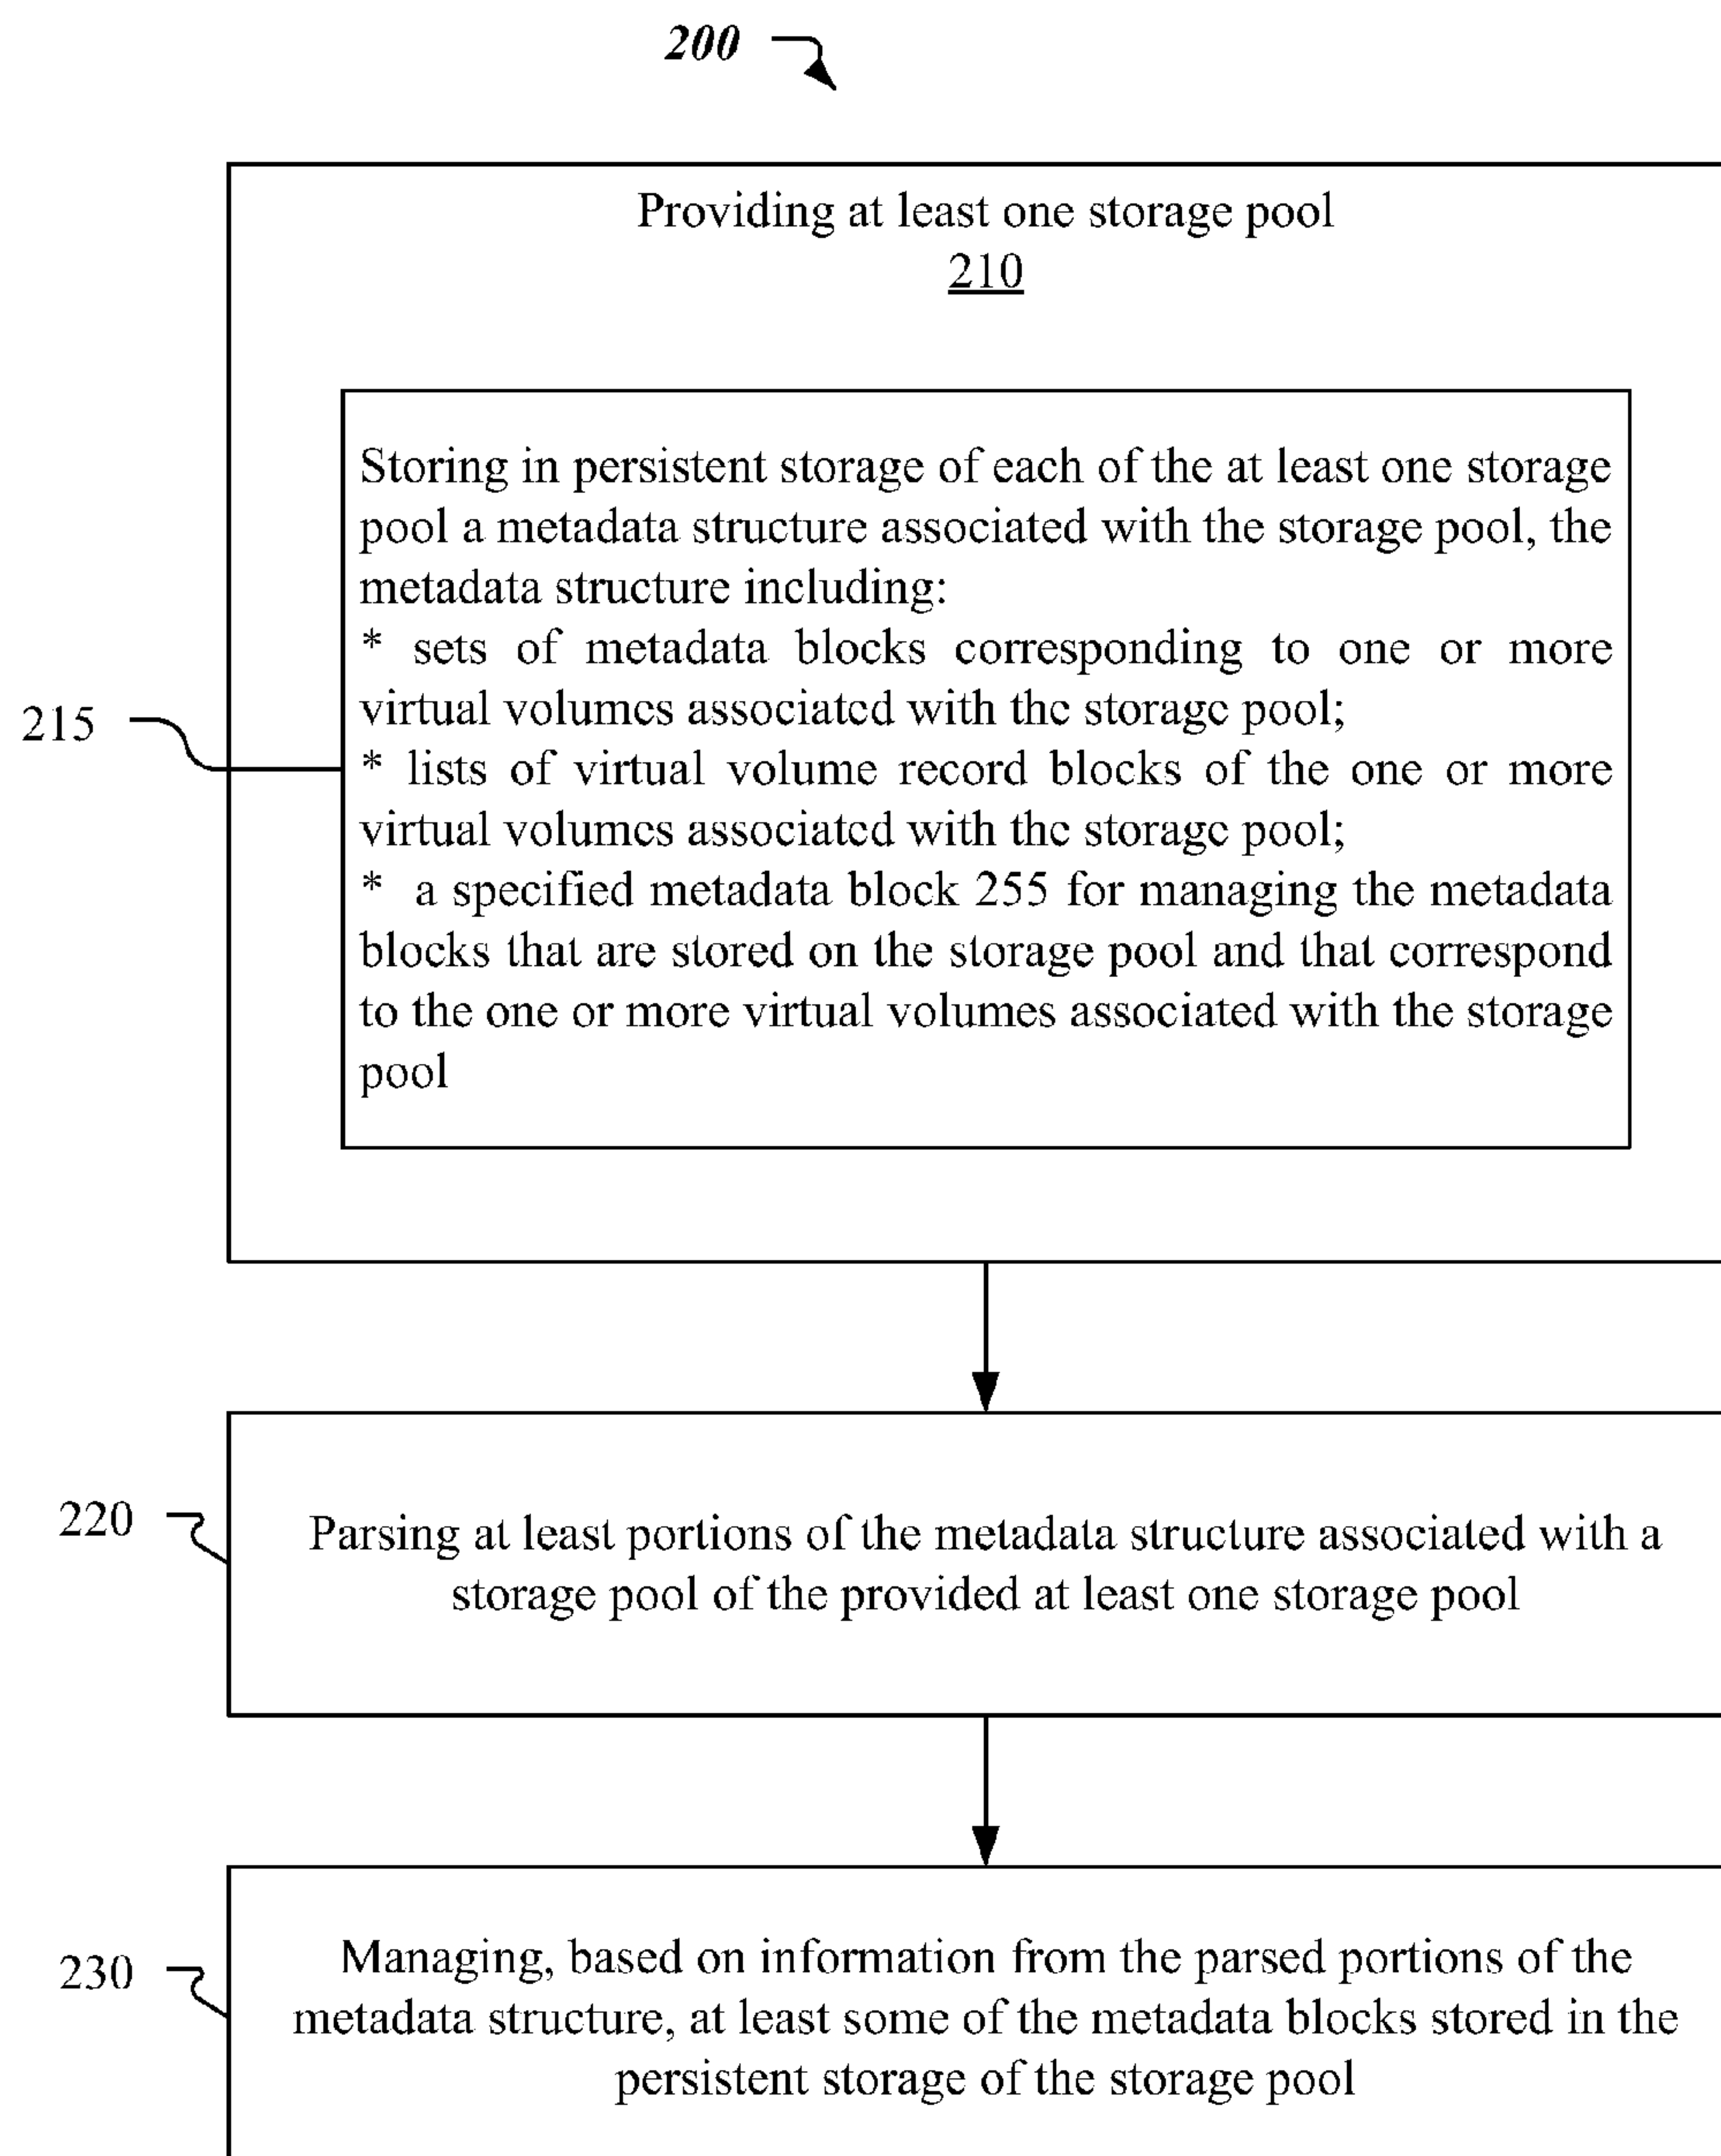 200
Providing at least one storage pool
210
Storing in persistent storage of each of the at least one storage
pool a metadata structure associated with the storage pool, the
metadata structure including:
* sets of metadata blocks corresponding to one or more
virtual volumes associated with the storage pool;
215
* lists of virtual volume record blocks of the one or more
virtual volumes associated with the storage pool;
* a specified metadata block 255 for managing the metadata
blocks that are stored on the storage pool and that correspond
to the one or more virtual volumes associated with the storage
pool
220
Parsing at least portions of the metadata structure associated with a
storage pool of the provided at least one storage pool
230
Managing, based on information from the parsed portions of the
metadata structure, at least some of the metadata blocks stored in the
persistent storage of the storage pool